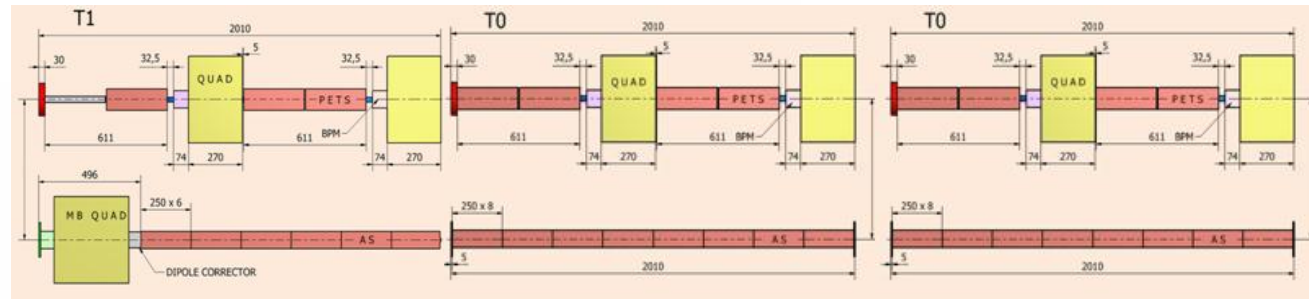 T1
T0
T0
2010
2010
2010
30
32,5
5
32,5
30
32,5
5
32,5
30
32,5
5
32,5
QUAD
PETS
QUAD
PETS
QUAD
PETS
611
611
BPM
611
611
BPM
611
611
BPM
74
270
74
270
74
270
74
270
74
270
74
270
496
250 x 6
250 x 8
250 x 8
MB QUAD
AS
AS
AS
DIPOLE CORRECTOR
5
2010
5
2010